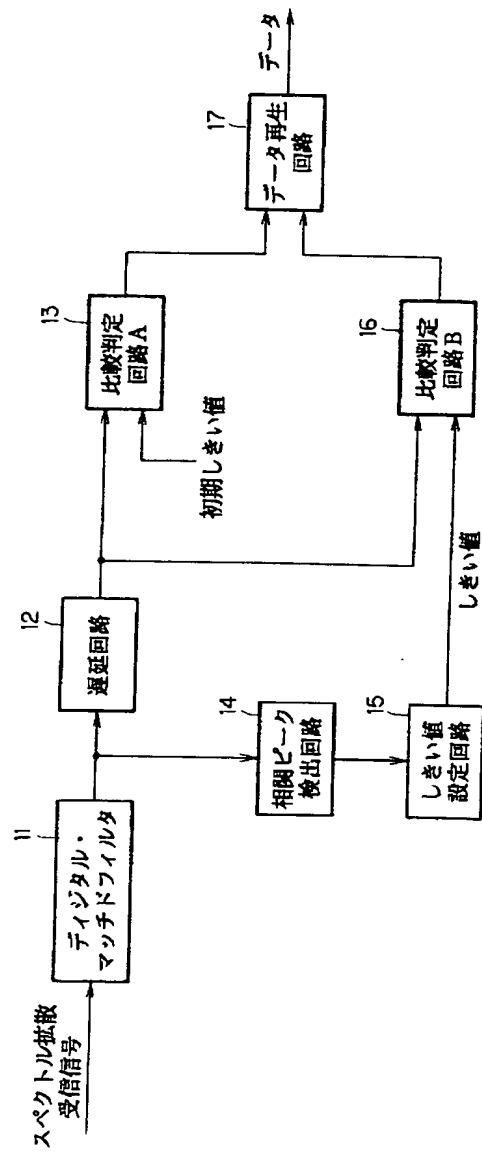 スペクトル拡散
受信信号
11
ディジタル・
マッチドフィルタ
12
遅延回路
13
比較判定
回路A
初期しきい値
14
相関ピーク
検出回路
15
しきい値
設定回路
しきい値
16
比較判定
回路B
17
データ再生
回路
データ